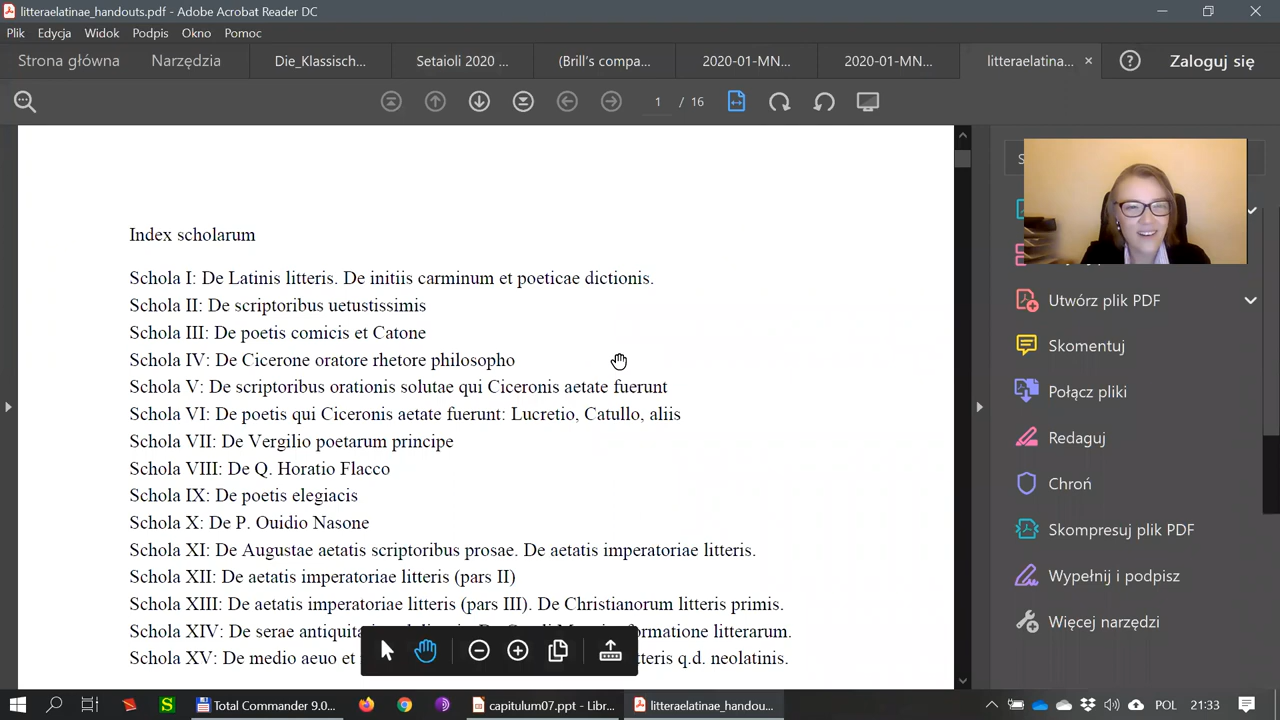 litteraelatinae_handouts.pdf - Adobe Acrobat Reader DC
Plik Edycja Widok Podpis Okno Pomoc
Strona główna Narzędzia Die_Klassisch... Setaioli 2020 ... (Brill's compa... 2020-01-MN... 2020-01-MN... litteraelatina... × Zaloguj się
1 / 16
Index scholarum
Schola I: De Latinis litteris. De initiis carminum et poeticae dictionis.
Schola II: De scriptoribus uetustissimis
Schola III: De poetis comicis et Catone
Schola IV: De Cicerone oratore rhetore philosopho
Schola V: De scriptoribus orationis solutae qui Ciceronis aetate fuerunt
Schola VI: De poetis qui Ciceronis aetate fuerunt: Lucretio, Catullo, aliis
Schola VII: De Vergilio poetarum principe
Schola VIII: De Q. Horatio Flacco
Schola IX: De poetis elegiacis
Schola X: De P. Ouidio Nasone
Schola XI: De Augustae aetatis scriptoribus prosae. De aetatis imperatoriae litteris.
Schola XII: De aetatis imperatoriae litteris (pars II)
Schola XIII: De aetatis imperatoriae litteris (pars III). De Christianorum litteris primis.
Schola XIV: De serae formatione litterarum.
Schola XV: De medio aeuo et q.d. neolatinis.
Utwórz plik PDF
Skomentuj
Połącz pliki
Redaguj
Chroń
Skompresuj plik PDF
Wypełnij i podpisz
Więcej narzędzi
Total Commander 9.0... capitulum07.ppt - Libr... litteraelatinae_handou... POL 21:33